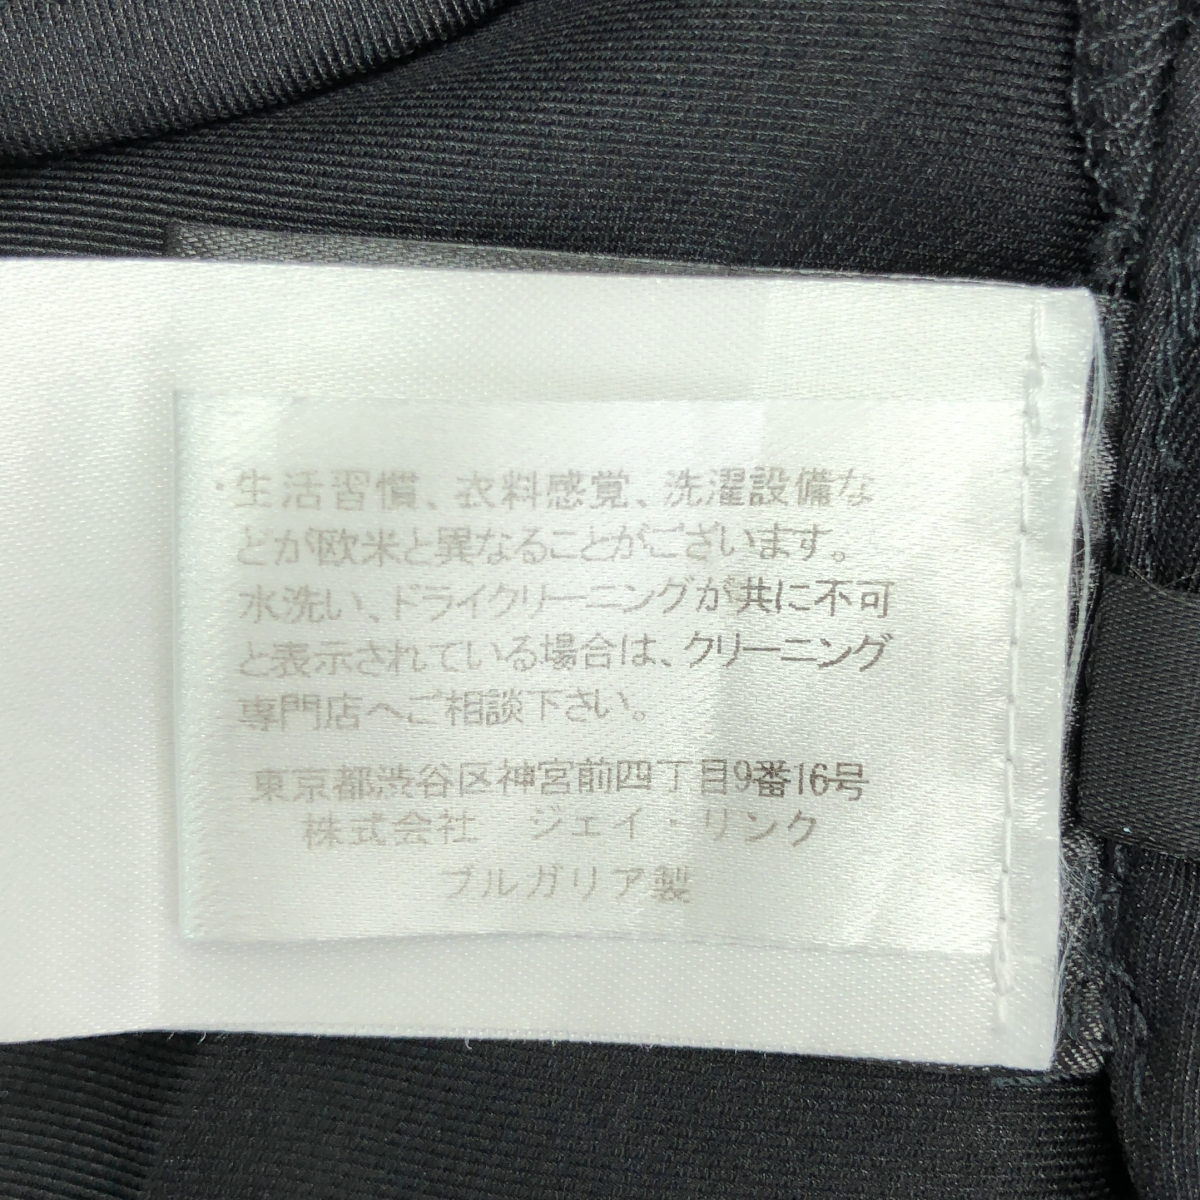 ・生活習慣、衣料感覚、洗濯設備な
どが欧米と異なることがございます。
水洗い、ドライクリーニングが共に不可
と表示されている場合は、クリーニング
専門店へご相談下さい。
東京都渋谷区神宮前四丁目9番16号
株式会社 ジェイ・リンク
ブルガリア製